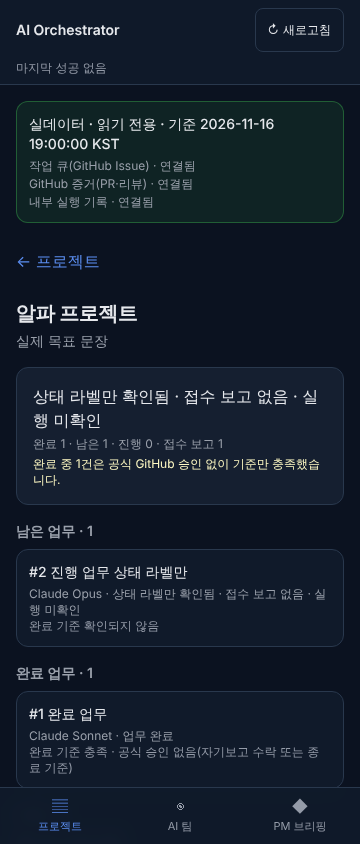 AI Orchestrator
새로고침
마지막 성공 없음
실데이터 · 읽기 전용 · 기준 2026-11-16
19:00:00 KST
작업 큐(GitHub Issue) · 연결됨
GitHub 증거(PR·리뷰) · 연결됨
내부 실행 기록 · 연결됨
← 프로젝트
알파 프로젝트
실제 목표 문장
상태 라벨만 확인됨 · 접수 보고 없음 · 실
행 미확인
완료 1 · 남은 1 · 진행 0 · 접수 보고 1
완료 중 1건은 공식 GitHub 승인 없이 기준만 충족했습
니다.
남은 업무 · 1
#2 진행 업무 상태 라벨만
Claude Opus · 상태 라벨만 확인됨 · 접수 보고 없음 · 실
행 미확인
완료 기준 확인되지 않음
완료 업무 · 1
#1 완료 업무
Claude Sonnet · 업무 완료
완료 기준 충족 · 공식 승인 없음(자기보고 수락 또는 종
료 기준)
프로젝트
AI 팀
PM 브리핑